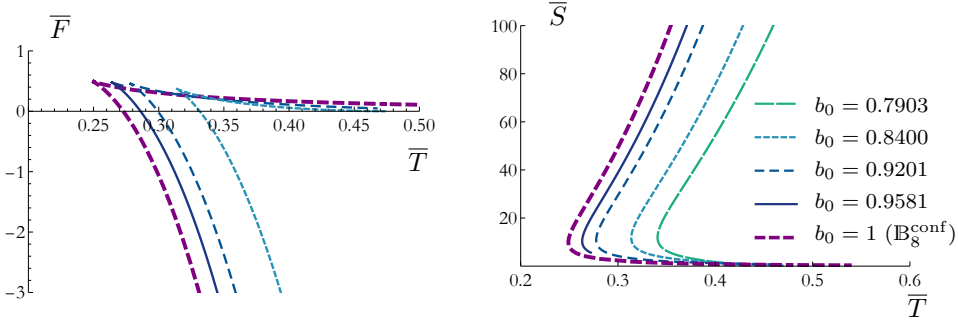 F̅
1
0
-1
-2
-3
0.25 0.30 0.35 0.40 0.45 0.50
T̅
S̅
100
80
60
40
20
0.2 0.3 0.4 0.5 0.6
T̅
b₀ = 0.7903
b₀ = 0.8400
b₀ = 0.9201
b₀ = 0.9581
b₀ = 1 (𝔹₈ᶜᵒⁿᶠ)